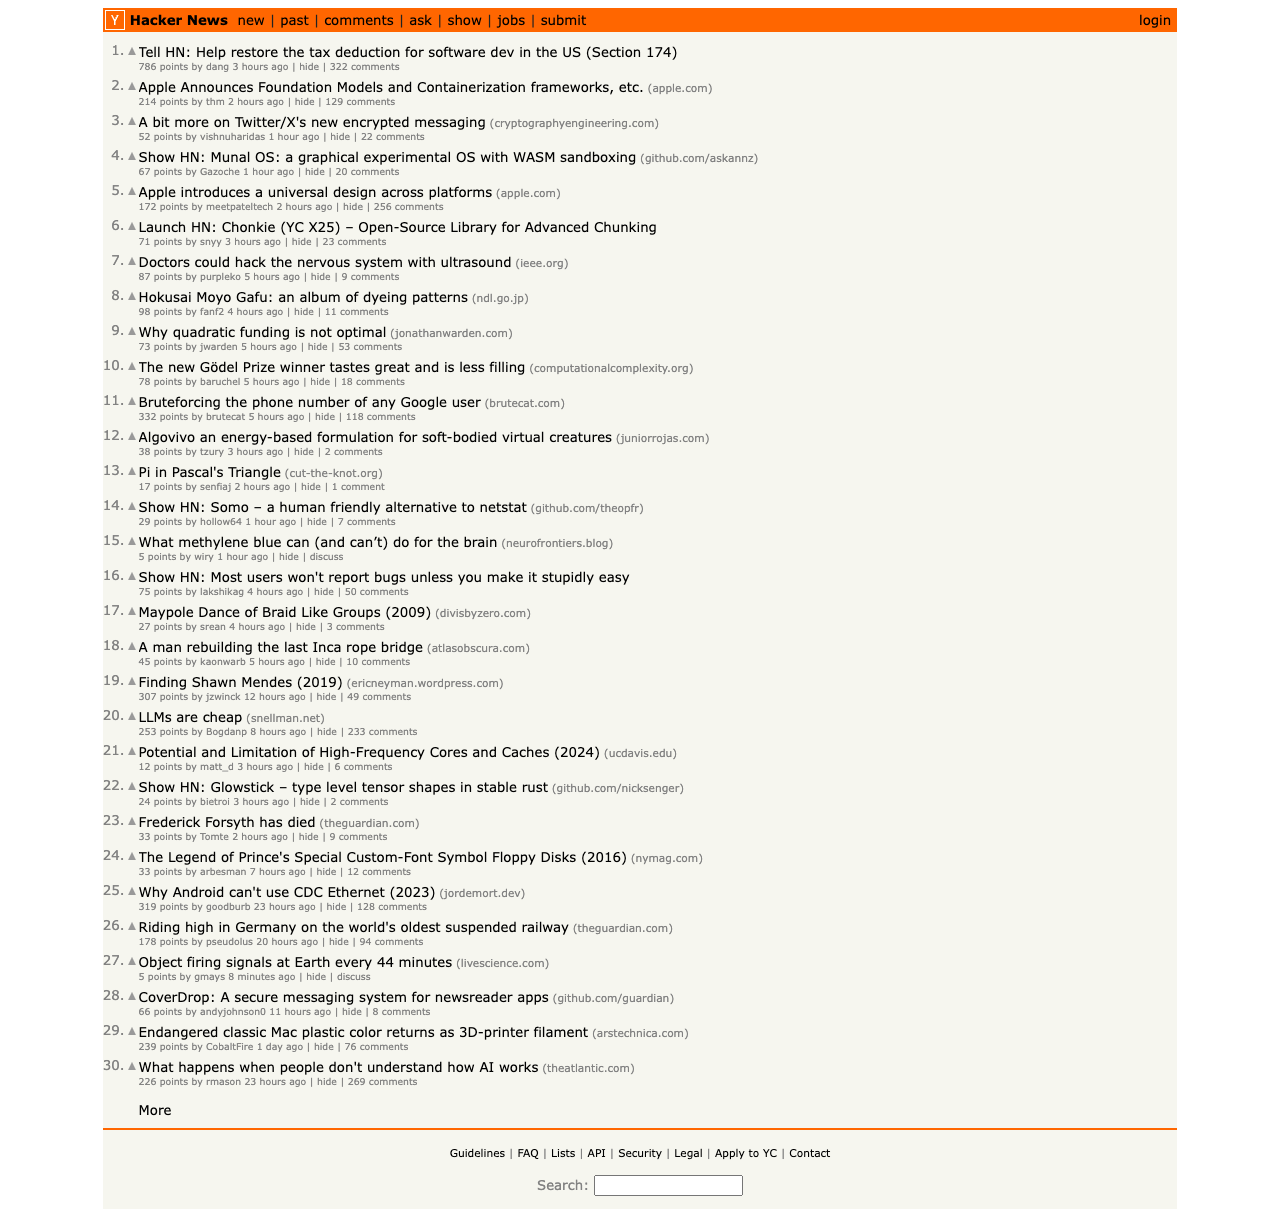 Y Hacker News new | past | comments | ask | show | jobs | submit login
1. ▲ Tell HN: Help restore the tax deduction for software dev in the US (Section 174)
786 points by dang 3 hours ago | hide | 322 comments
2. ▲ Apple Announces Foundation Models and Containerization frameworks, etc. (apple.com)
214 points by thm 2 hours ago | hide | 129 comments
3. ▲ A bit more on Twitter/X's new encrypted messaging (cryptographyengineering.com)
52 points by vishnuharidas 1 hour ago | hide | 22 comments
4. ▲ Show HN: Munal OS: a graphical experimental OS with WASM sandboxing (github.com/askannz)
67 points by Gazoche 1 hour ago | hide | 20 comments
5. ▲ Apple introduces a universal design across platforms (apple.com)
172 points by meetpateltech 2 hours ago | hide | 256 comments
6. ▲ Launch HN: Chonkie (YC X25) – Open-Source Library for Advanced Chunking
71 points by snyy 3 hours ago | hide | 23 comments
7. ▲ Doctors could hack the nervous system with ultrasound (ieee.org)
87 points by purpleko 5 hours ago | hide | 9 comments
8. ▲ Hokusai Moyo Gafu: an album of dyeing patterns (ndl.go.jp)
98 points by fanf2 4 hours ago | hide | 11 comments
9. ▲ Why quadratic funding is not optimal (jonathanwarden.com)
73 points by jwarden 5 hours ago | hide | 53 comments
10. ▲ The new Gödel Prize winner tastes great and is less filling (computationalcomplexity.org)
78 points by baruchel 5 hours ago | hide | 18 comments
11. ▲ Bruteforcing the phone number of any Google user (brutecat.com)
332 points by brutecat 5 hours ago | hide | 118 comments
12. ▲ Algovivo an energy-based formulation for soft-bodied virtual creatures (juniorrojas.com)
38 points by tzury 3 hours ago | hide | 2 comments
13. ▲ Pi in Pascal's Triangle (cut-the-knot.org)
17 points by senfiaj 2 hours ago | hide | 1 comment
14. ▲ Show HN: Somo – a human friendly alternative to netstat (github.com/theopfr)
29 points by hollow64 1 hour ago | hide | 7 comments
15. ▲ What methylene blue can (and can’t) do for the brain (neurofrontiers.blog)
5 points by wiry 1 hour ago | hide | discuss
16. ▲ Show HN: Most users won't report bugs unless you make it stupidly easy
75 points by lakshikag 4 hours ago | hide | 50 comments
17. ▲ Maypole Dance of Braid Like Groups (2009) (divisbyzero.com)
27 points by srean 4 hours ago | hide | 3 comments
18. ▲ A man rebuilding the last Inca rope bridge (atlasobscura.com)
45 points by kaonwarb 5 hours ago | hide | 10 comments
19. ▲ Finding Shawn Mendes (2019) (ericneyman.wordpress.com)
307 points by jzwinck 12 hours ago | hide | 49 comments
20. ▲ LLMs are cheap (snellman.net)
253 points by Bogdanp 8 hours ago | hide | 233 comments
21. ▲ Potential and Limitation of High-Frequency Cores and Caches (2024) (ucdavis.edu)
12 points by matt_d 3 hours ago | hide | 6 comments
22. ▲ Show HN: Glowstick – type level tensor shapes in stable rust (github.com/nicksenger)
24 points by bietroi 3 hours ago | hide | 2 comments
23. ▲ Frederick Forsyth has died (theguardian.com)
33 points by Tomte 2 hours ago | hide | 9 comments
24. ▲ The Legend of Prince's Special Custom-Font Symbol Floppy Disks (2016) (nymag.com)
33 points by arbesman 7 hours ago | hide | 12 comments
25. ▲ Why Android can't use CDC Ethernet (2023) (jordemort.dev)
319 points by goodburb 23 hours ago | hide | 128 comments
26. ▲ Riding high in Germany on the world's oldest suspended railway (theguardian.com)
178 points by pseudolus 20 hours ago | hide | 94 comments
27. ▲ Object firing signals at Earth every 44 minutes (livescience.com)
5 points by gmays 8 minutes ago | hide | discuss
28. ▲ CoverDrop: A secure messaging system for newsreader apps (github.com/guardian)
66 points by andyjohnson0 11 hours ago | hide | 8 comments
29. ▲ Endangered classic Mac plastic color returns as 3D-printer filament (arstechnica.com)
239 points by CobaltFire 1 day ago | hide | 76 comments
30. ▲ What happens when people don't understand how AI works (theatlantic.com)
226 points by rmason 23 hours ago | hide | 269 comments
More
Guidelines | FAQ | Lists | API | Security | Legal | Apply to YC | Contact
Search: